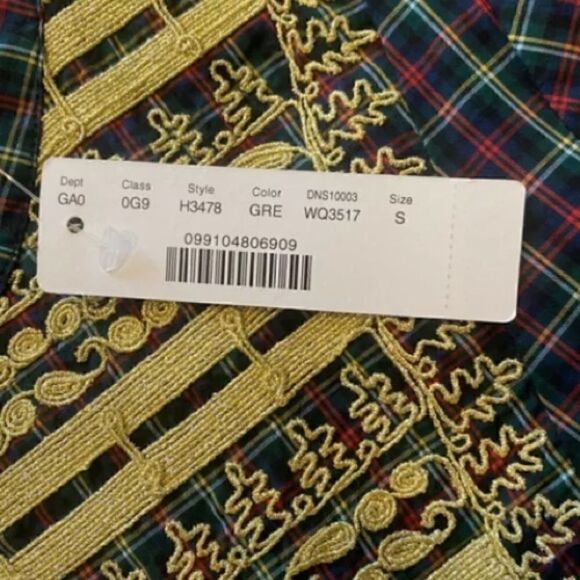 Dept Class Style Color DNS10003 Size
GA0 0G9 H3478 GRE WQ3517 S
099104806909